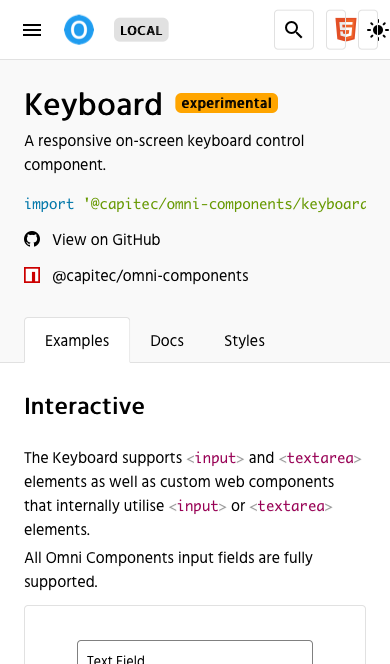 O LOCAL
Keyboard experimental
A responsive on-screen keyboard control
component.
import '@capitec/omni-components/keyboard
View on GitHub
@capitec/omni-components
Examples Docs Styles
Interactive
The Keyboard supports <input> and <textarea>
elements as well as custom web components
that internally utilise <input> or <textarea>
elements.
All Omni Components input fields are fully
supported.
Text Field